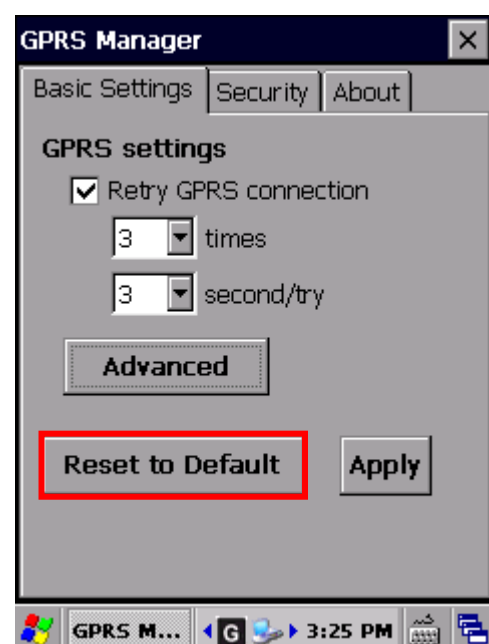 GPRS Manager
Basic Settings Security About
GPRS settings
Retry GPRS connection
3 times
3 second/try
Advanced
Reset to Default Apply
GPRS M... G 3:25 PM